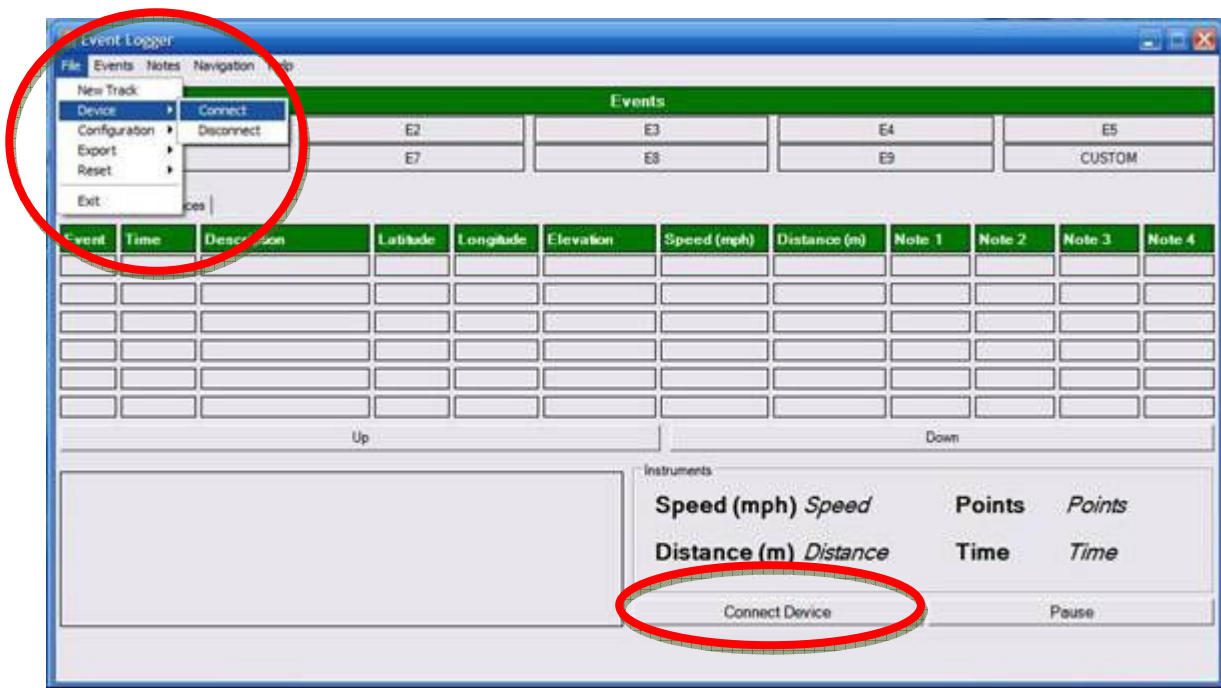 Event Logger
File Events Notes Navigation Help
New Track
Device
Configuration
Export
Reset
Exit
Connect
Disconnect
Events
E2 E3 E4 E5
E7 E8 E9 CUSTOM
Event Time Description Latitude Longitude Elevation Speed (mph) Distance (m) Note 1 Note 2 Note 3 Note 4
Up Down
Instruments
Speed (mph) Speed Points Points
Distance (m) Distance Time Time
Connect Device Pause